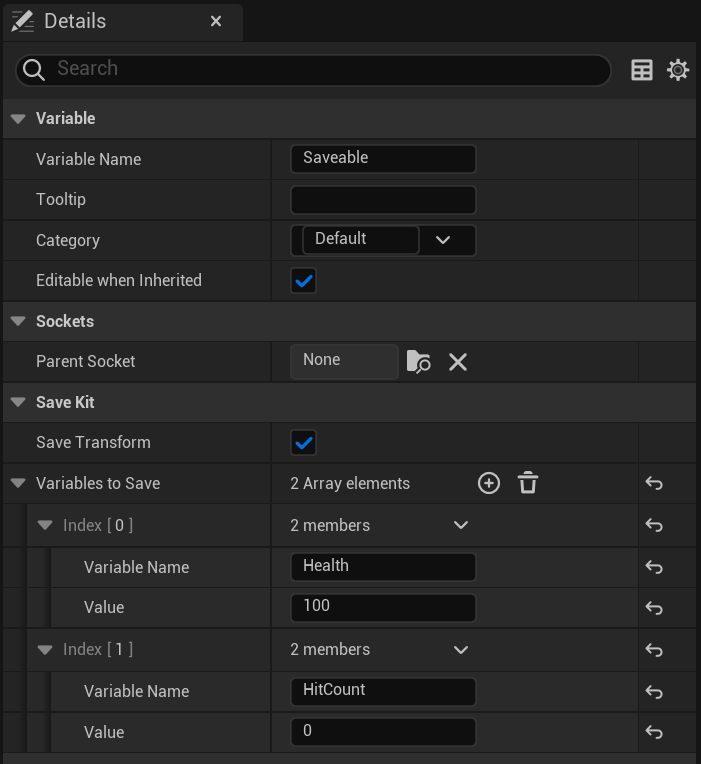 Details
Search
Variable
Variable Name Saveable
Tooltip
Category Default
Editable when Inherited
Sockets
Parent Socket None
Save Kit
Save Transform
Variables to Save 2 Array elements
Index [ 0 ] 2 members
Variable Name Health
Value 100
Index [ 1 ] 2 members
Variable Name HitCount
Value 0